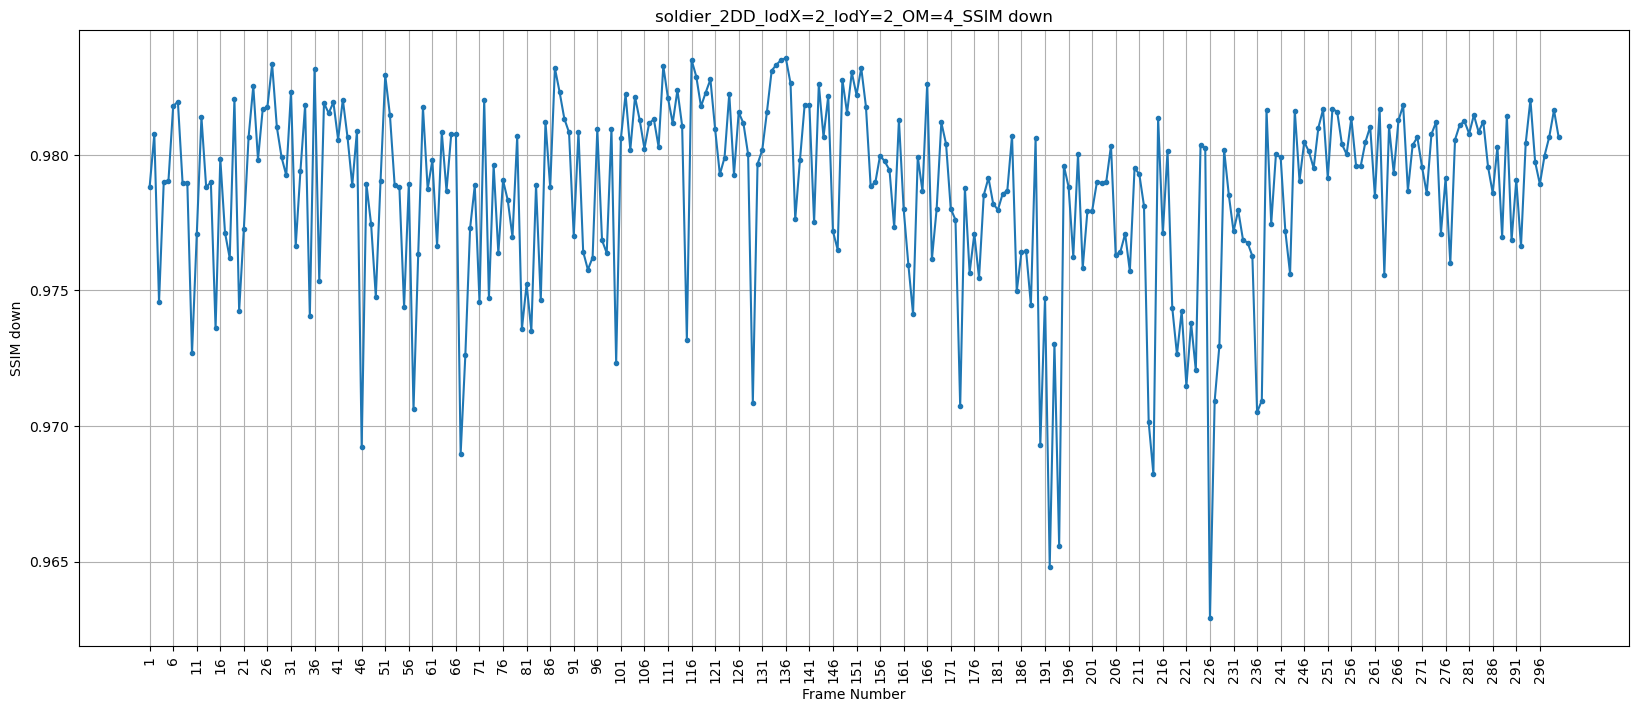 soldier_2DD_lodX=2_lodY=2_OM=4_SSIM down
SSIM down
0.980
0.975
0.970
0.965
1 6 11 16 21 26 31 36 41 46 51 56 61 66 71 76 81 86 91 96 101 106 111 116 121 126 131 136 141 146 151 156 161 166 171 176 181 186 191 196 201 206 211 216 221 226 231 236 241 246 251 256 261 266 271 276 281 286 291 296
Frame Number